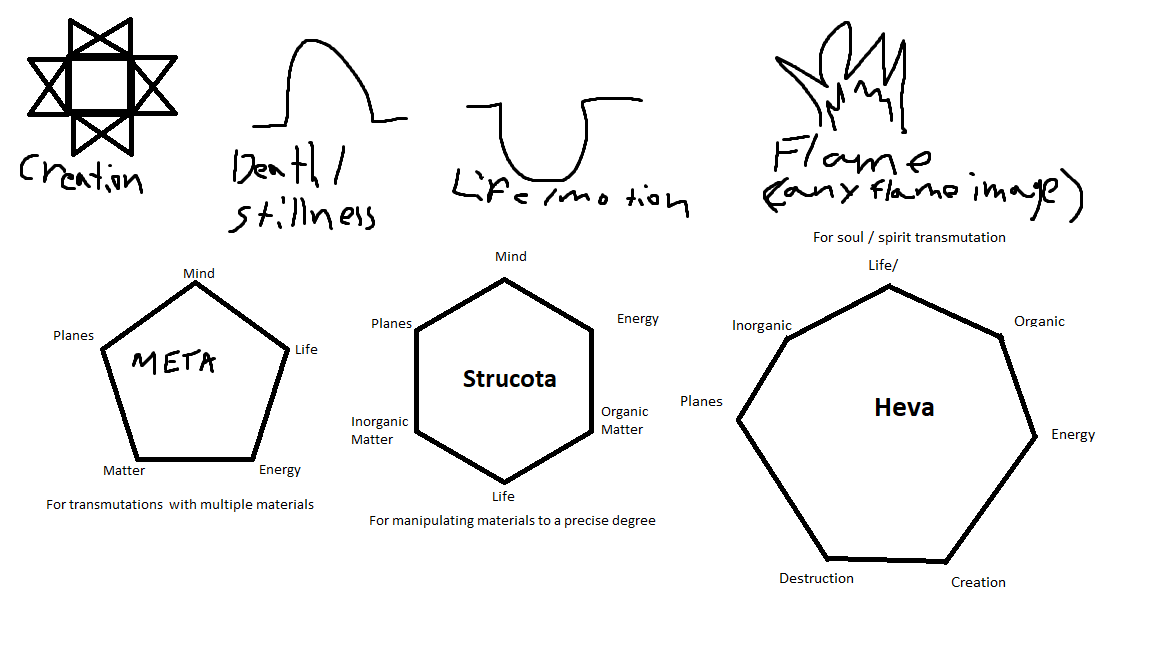 Creation
Death/
stillness
Life/motion
Flame
(any flame image)
For soul / spirit transmutation
Mind
Planes
META
Life
Matter
Energy
For transmutations with multiple materials
Mind
Planes
Energy
Strucota
Inorganic
Matter
Organic
Matter
Life
For manipulating materials to a precise degree
Life/
Inorganic
Organic
Planes
Heva
Energy
Destruction
Creation